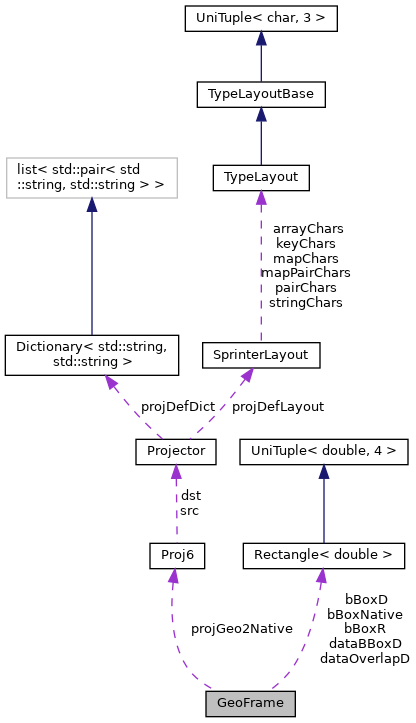 UniTuple< char, 3 >
TypeLayoutBase
list< std::pair< std
::string, std::string > >
TypeLayout
arrayChars
keyChars
mapChars
mapPairChars
pairChars
stringChars
Dictionary< std::string,
std::string >
SprinterLayout
projDefDict
projDefLayout
Projector
UniTuple< double, 4 >
dst
src
Proj6
Rectangle< double >
projGeo2Native
bBoxD
bBoxNative
bBoxR
dataBBoxD
dataOverlapD
GeoFrame